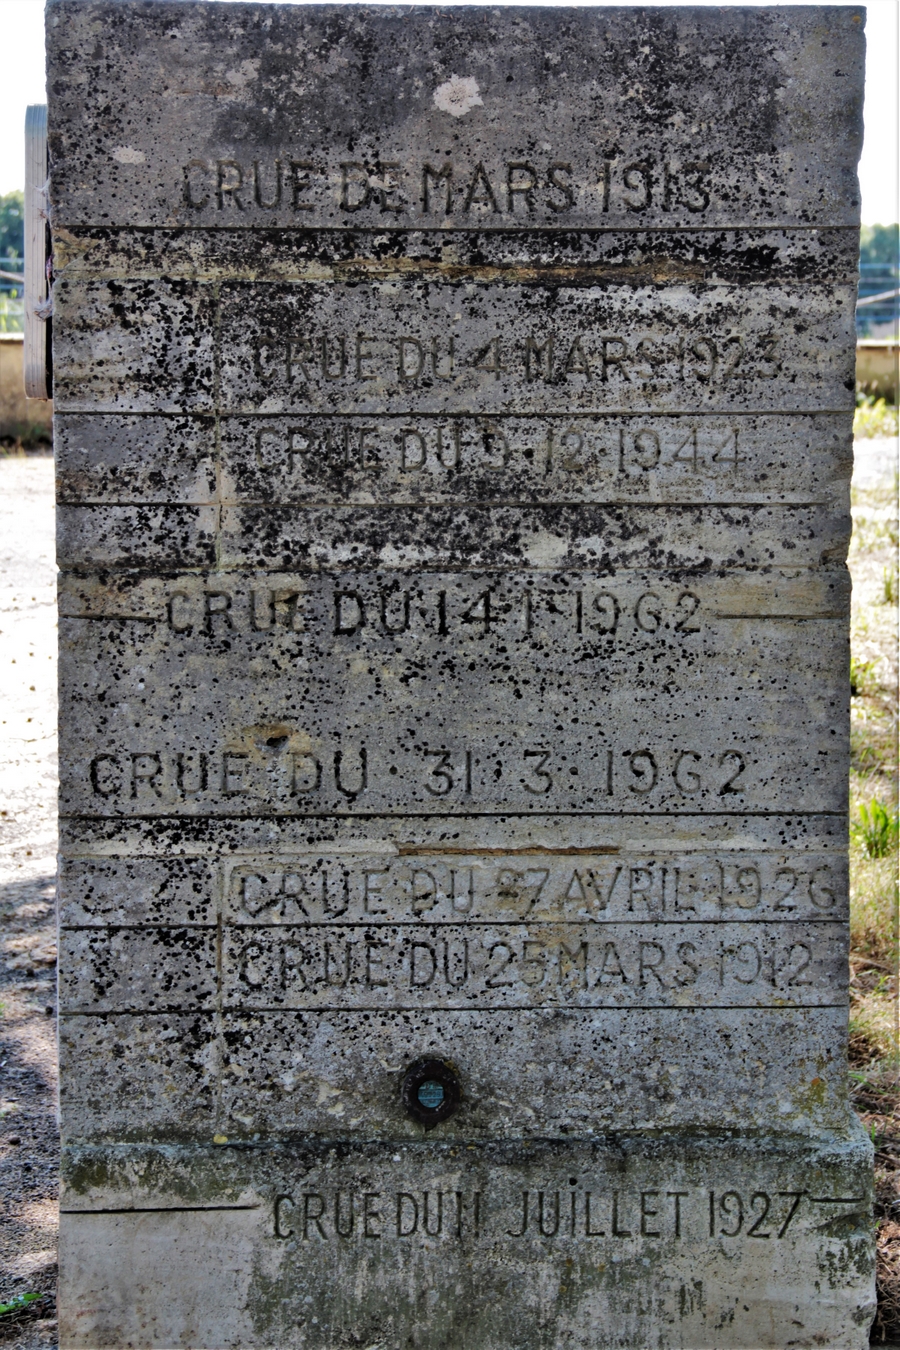 CRUE DE MARS 1913
CRUE DU 4 MARS 1923
CRUE DU 9·12·1944
CRUE DU·14·1·1962
CRUE DU·31·3·1962
CRUE DU 27 AVRIL 1926
CRUE DU 25 MARS 1912
CRUE DU 11 JUILLET 1927